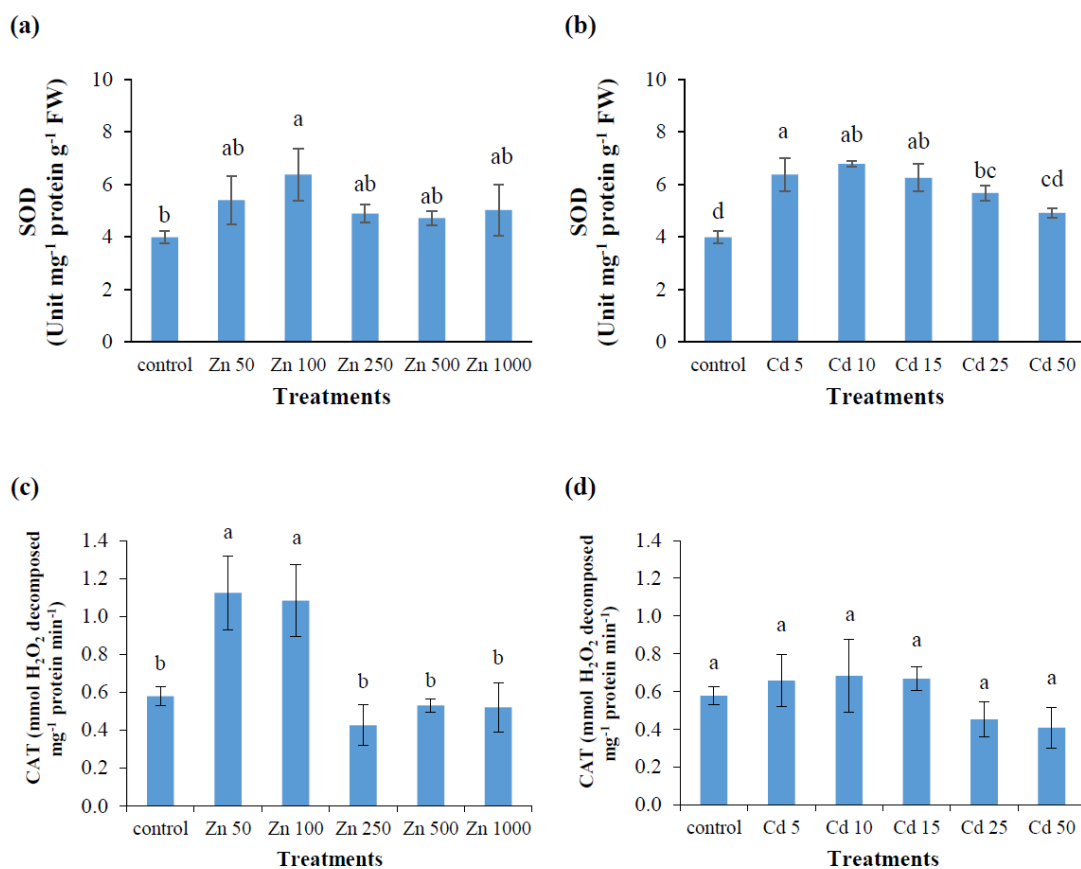 (a)
SOD
(Unit mg⁻¹ protein g⁻¹ FW)
10
8
6
4
2
0
b
ab
a
ab
ab
ab
control Zn 50 Zn 100 Zn 250 Zn 500 Zn 1000
Treatments
(b)
SOD
(Unit mg⁻¹ protein g⁻¹ FW)
10
8
6
4
2
0
d
a
ab
ab
bc
cd
control Cd 5 Cd 10 Cd 15 Cd 25 Cd 50
Treatments
(c)
CAT (mmol H₂O₂ decomposed
mg⁻¹ protein min⁻¹)
1.4
1.2
1.0
0.8
0.6
0.4
0.2
0.0
b
a
a
b
b
b
control Zn 50 Zn 100 Zn 250 Zn 500 Zn 1000
Treatments
(d)
CAT (mmol H₂O₂ decomposed
mg⁻¹ protein min⁻¹)
1.4
1.2
1.0
0.8
0.6
0.4
0.2
0.0
a
a
a
a
a
a
control Cd 5 Cd 10 Cd 15 Cd 25 Cd 50
Treatments